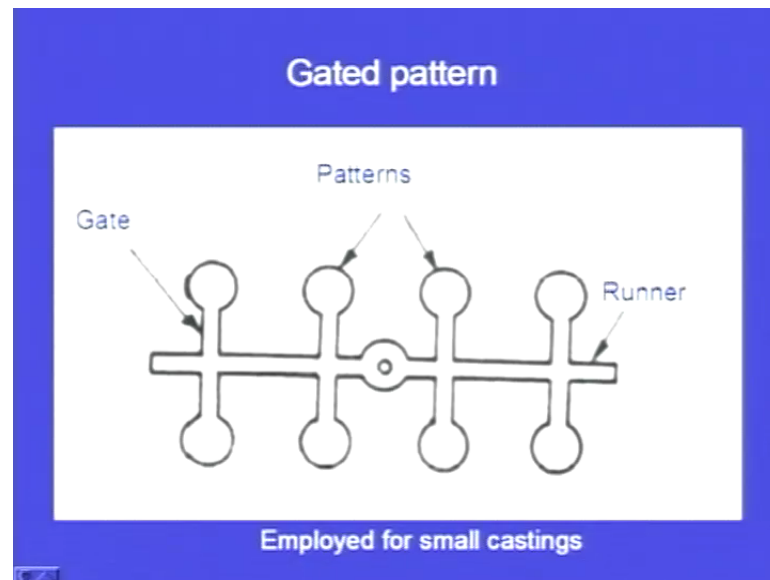 Gated pattern
Patterns
Gate
Runner
Employed for small castings